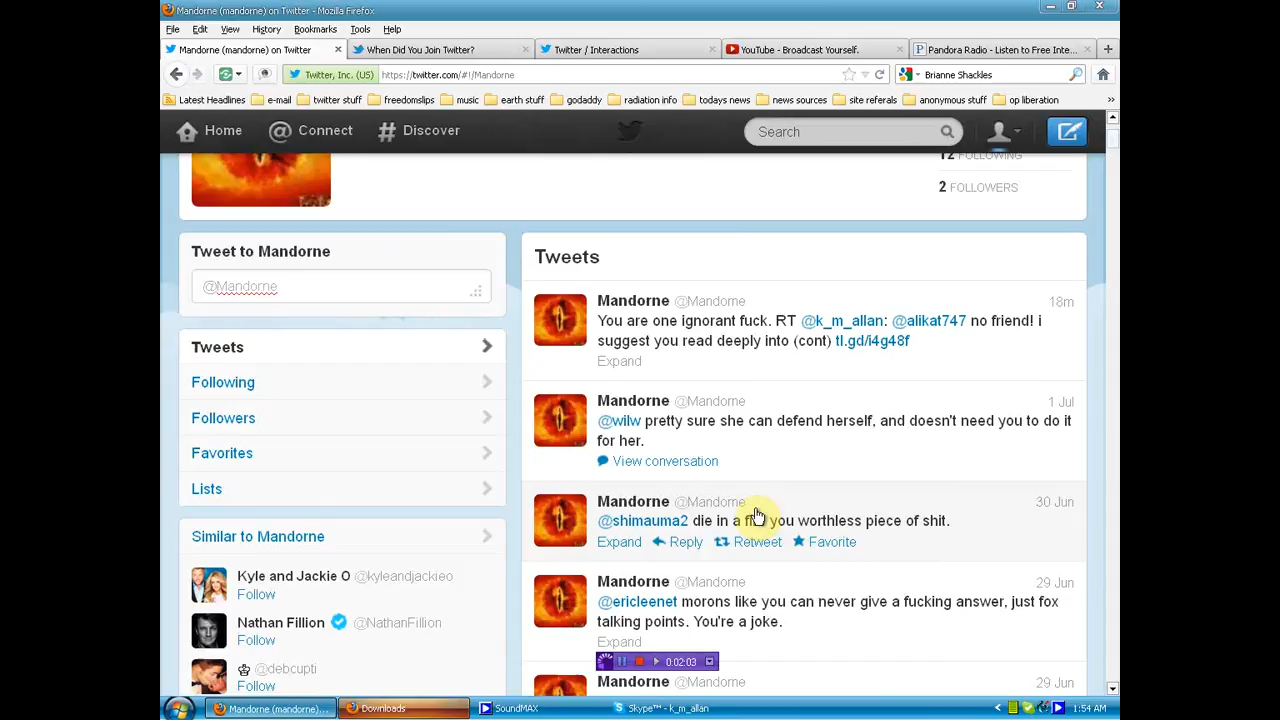 Mandorne (mandorne) on Twitter - Mozilla Firefox
File Edit View History Bookmarks Tools Help
Mandorne (mandorne) on Twitter When Did You Join Twitter? Twitter / Interactions YouTube - Broadcast Yourself. Pandora Radio - Listen to Free Inte...
Twitter, Inc. (US) https://twitter.com/#!/Mandorne Brianne Shackles
Latest Headlines e-mail twitter stuff freedomslips music earth stuff godaddy radiation info todays news news sources site referals anonymous stuff op liberation
Home Connect Discover Search
12 FOLLOWING
2 FOLLOWERS
Tweet to Mandorne
@Mandorne
Tweets
Following
Followers
Favorites
Lists
Similar to Mandorne
Kyle and Jackie O @kyleandjackieo
Follow
Nathan Fillion @NathanFillion
Follow
@debcupti
Follow
Tweets
Mandorne @Mandorne 18m
You are one ignorant fuck. RT @k_m_allan: @alikat747 no friend! i
suggest you read deeply into (cont) tl.gd/i4g48f
Expand
Mandorne @Mandorne 1 Jul
@wilw pretty sure she can defend herself, and doesn't need you to do it
for her.
View conversation
Mandorne @Mandorne 30 Jun
@shimauma2 die in a you worthless piece of shit.
Expand Reply Retweet Favorite
Mandorne @Mandorne 29 Jun
@ericleenet morons like you can never give a fucking answer, just fox
talking points. You're a joke.
Expand
0:02:03
Mandorne @Mandorne 29 Jun
Mandorne (mandorne)... Downloads SoundMAX Skype™ - k_m_allan 1:54 AM